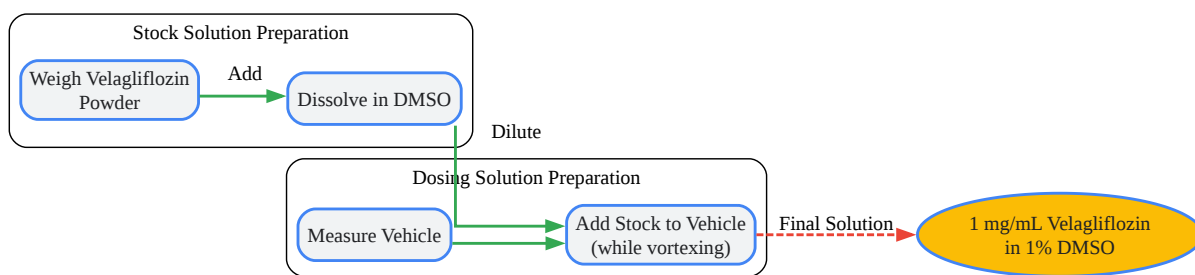 Stock Solution Preparation
Weigh Velagliflozin
Powder
Add
Dissolve in DMSO
Dilute
Dosing Solution Preparation
Measure Vehicle
Add Stock to Vehicle
(while vortexing)
Final Solution
1 mg/mL Velagliflozin
in 1% DMSO